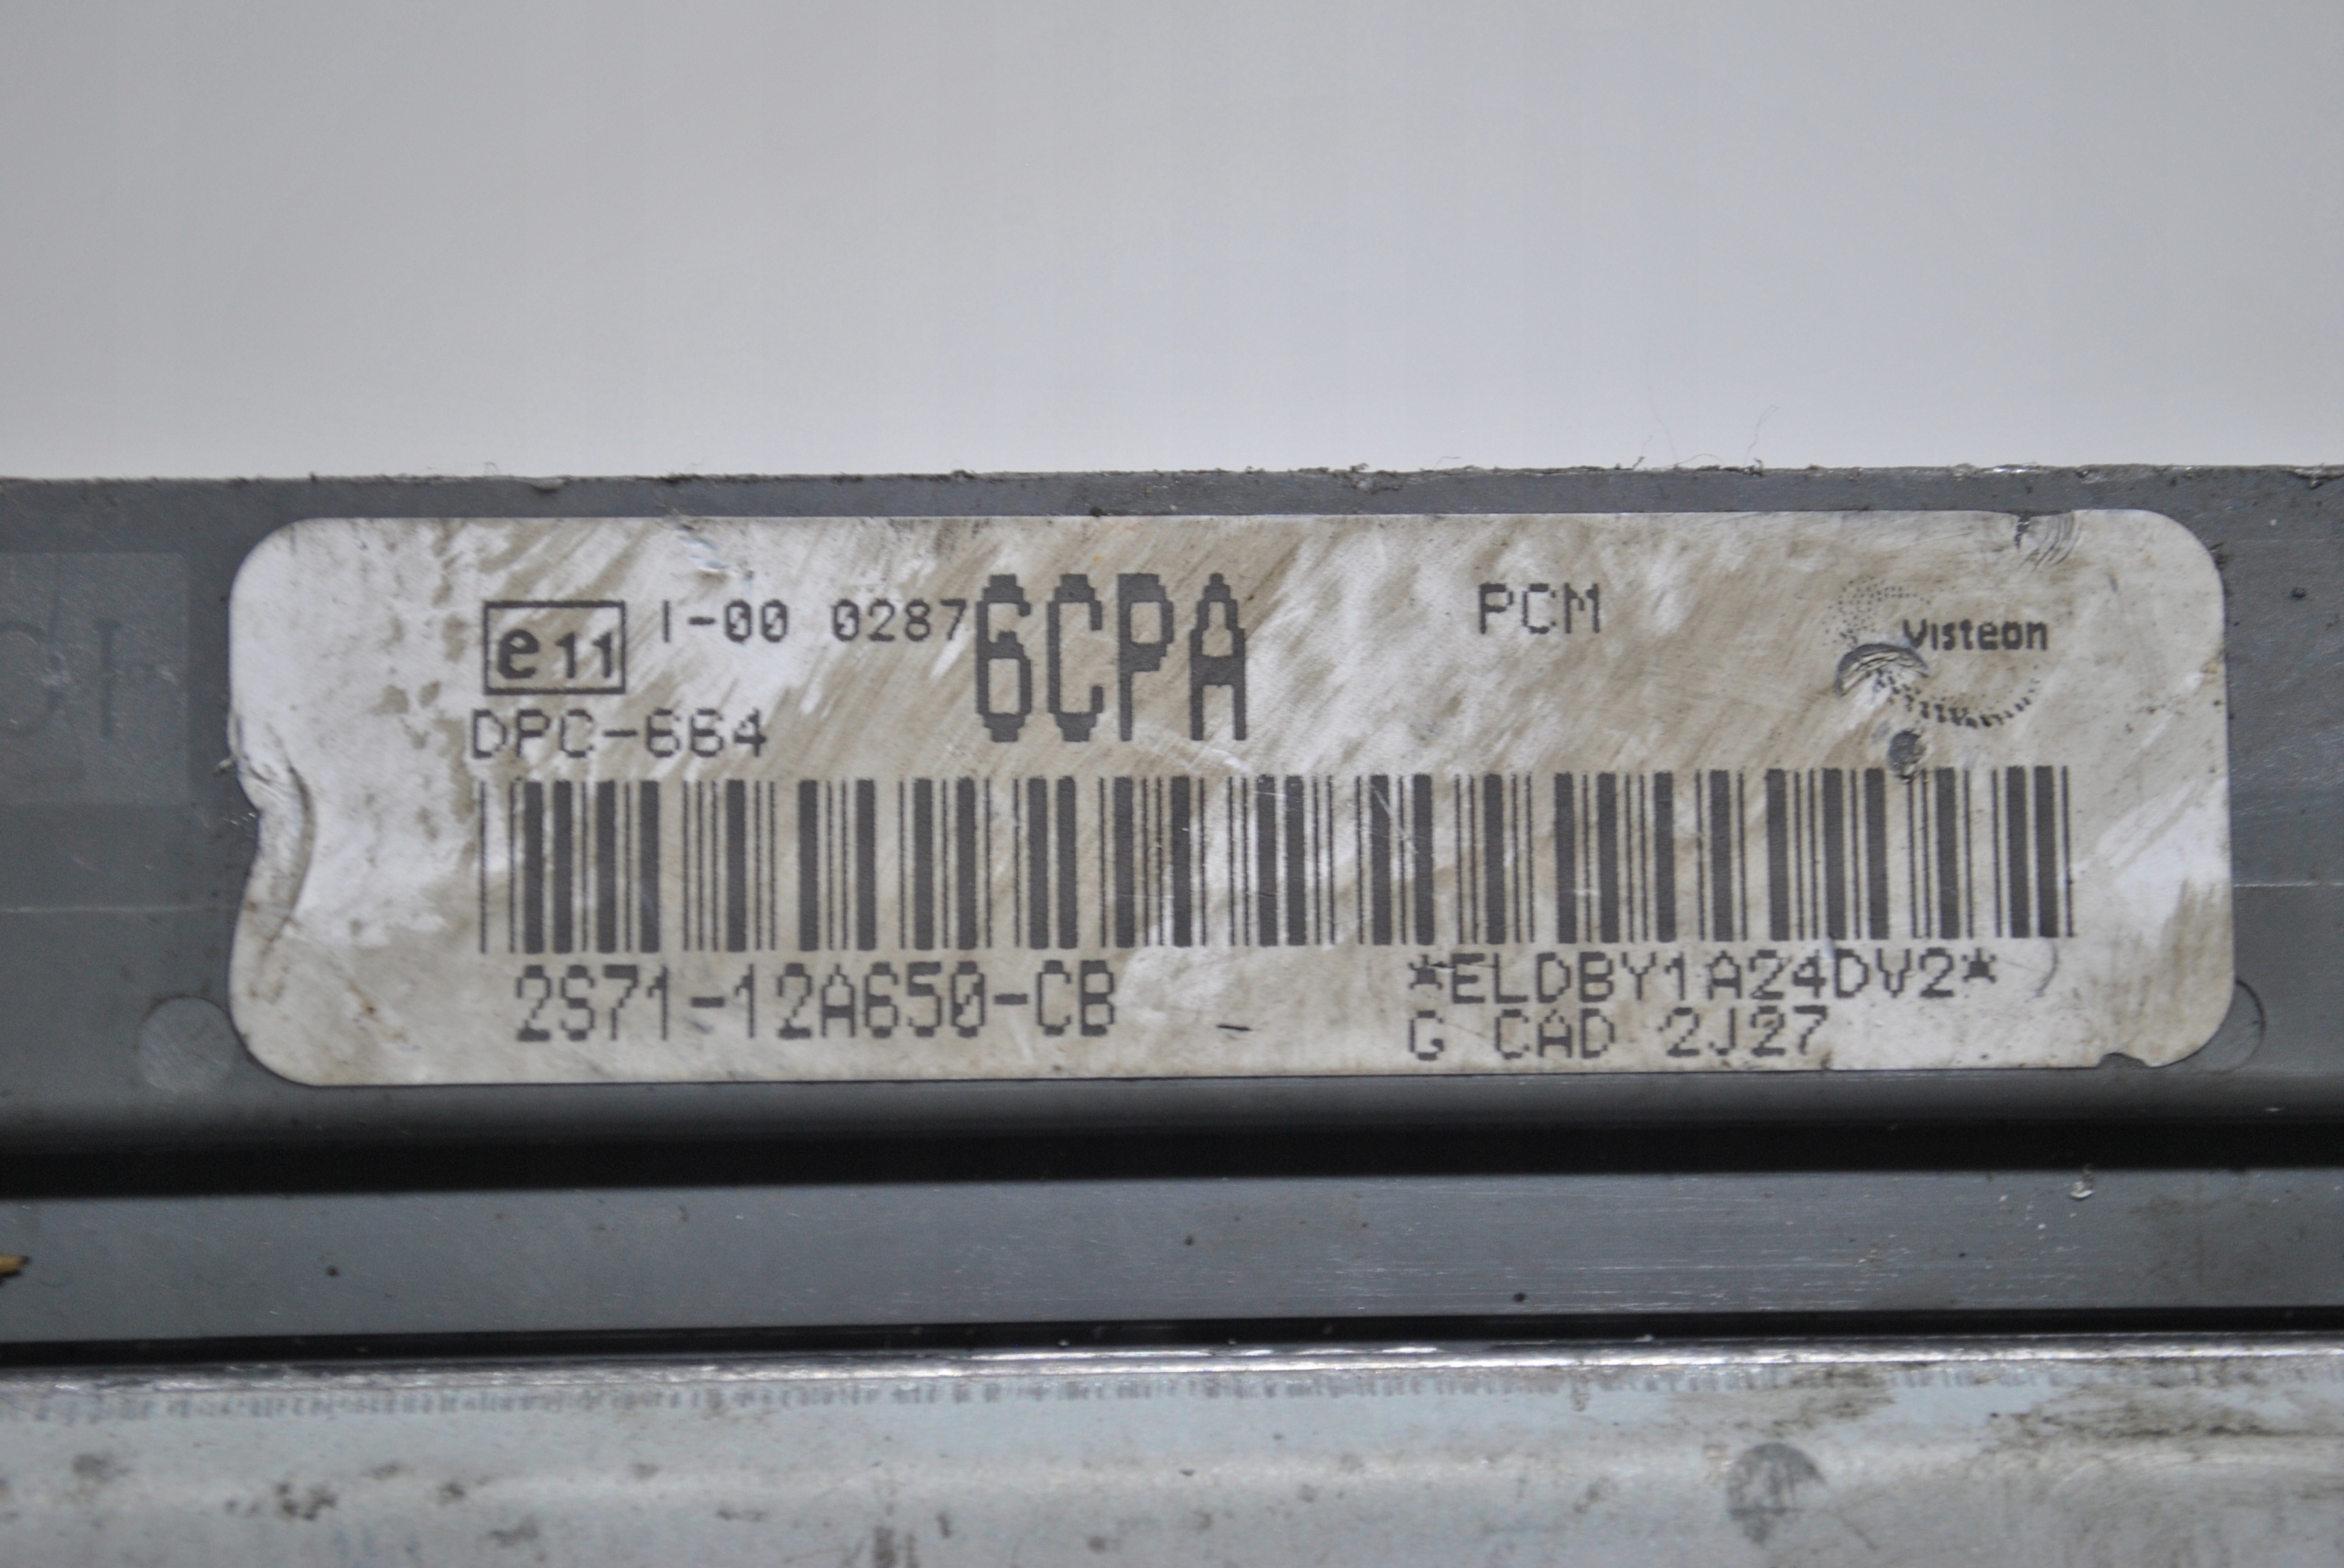 e11 I-00 0287 6CPA PCM Visteon
DPC-664
2S71-12A650-CB
*ELDBY1A24DV2*
G CAD 2J27